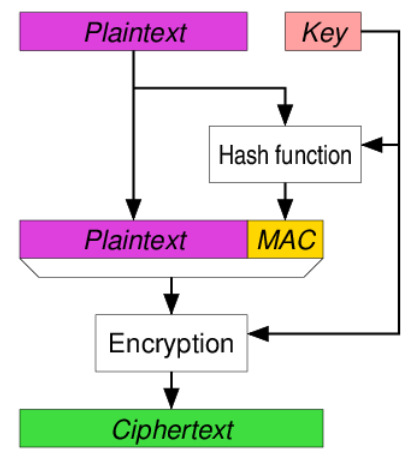 Plaintext
Key
Hash function
Plaintext
MAC
Encryption
Ciphertext